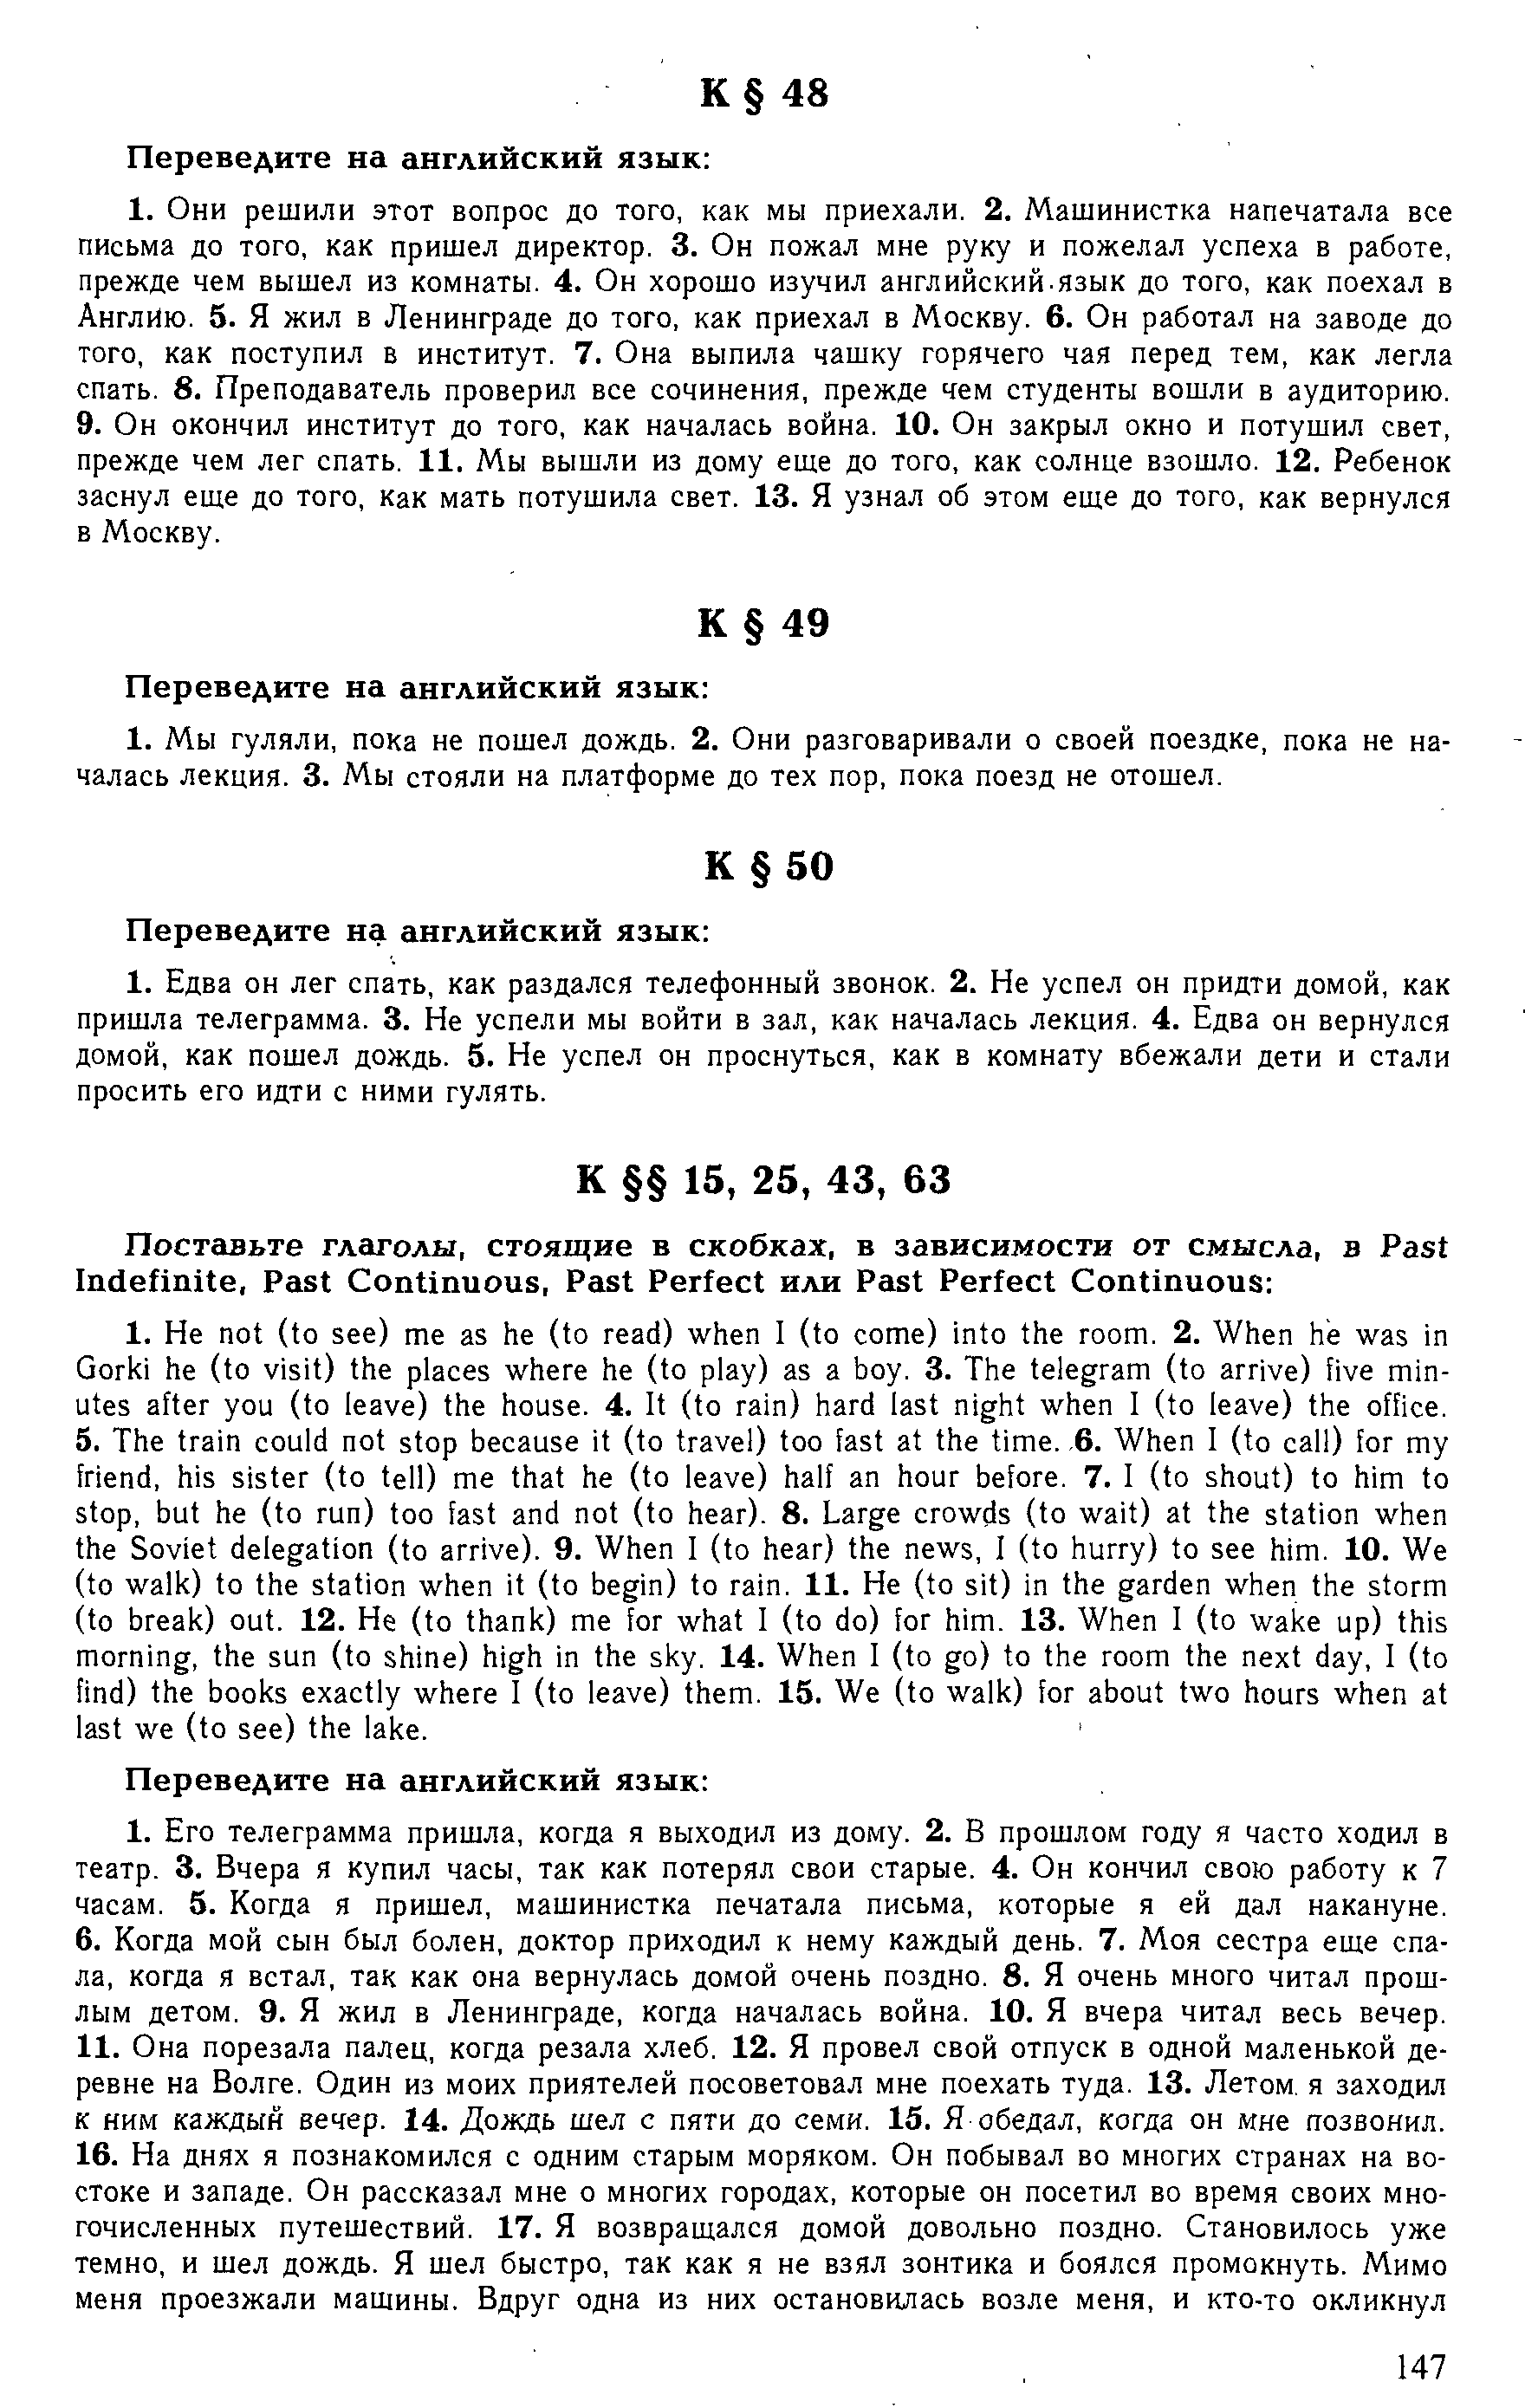 К § 48
Переведите на английский язык:
1. Они решили этот вопрос до того, как мы приехали. 2. Машинистка напечатала все
письма до того, как пришел директор. 3. Он пожал мне руку и пожелал успеха в работе,
прежде чем вышел из комнаты. 4. Он хорошо изучил английский язык до того, как поехал в
Англию. 5. Я жил в Ленинграде до того, как приехал в Москву. 6. Он работал на заводе до
того, как поступил в институт. 7. Она выпила чашку горячего чая перед тем, как легла
спать. 8. Преподаватель проверил все сочинения, прежде чем студенты вошли в аудиторию.
9. Он окончил институт до того, как началась война. 10. Он закрыл окно и потушил свет,
прежде чем лег спать. 11. Мы вышли из дому еще до того, как солнце взошло. 12. Ребенок
заснул еще до того, как мать потушила свет. 13. Я узнал об этом еще до того, как вернулся
в Москву.
К § 49
Переведите на английский язык:
1. Мы гуляли, пока не пошел дождь. 2. Они разговаривали о своей поездке, пока не на-
чалась лекция. 3. Мы стояли на платформе до тех пор, пока поезд не отошел.
К § 50
Переведите на английский язык:
1. Едва он лег спать, как раздался телефонный звонок. 2. Не успел он придти домой, как
пришла телеграмма. 3. Не успели мы войти в зал, как началась лекция. 4. Едва он вернулся
домой, как пошел дождь. 5. Не успел он проснуться, как в комнату вбежали дети и стали
просить его идти с ними гулять.
К §§ 15, 25, 43, 63
Поставьте глаголы, стоящие в скобках, в зависимости от смысла, в Past
Indefinite, Past Continuous, Past Perfect или Past Perfect Continuous:
1. He not (to see) me as he (to read) when I (to come) into the room. 2. When he was in
Gorki he (to visit) the places where he (to play) as a boy. 3. The telegram (to arrive) five min-
utes after you (to leave) the house. 4. It (to rain) hard last night when I (to leave) the office.
5. The train could not stop because it (to travel) too fast at the time. 6. When I (to call) for my
friend, his sister (to tell) me that he (to leave) half an hour before. 7. I (to shout) to him to
stop, but he (to run) too fast and not (to hear). 8. Large crowds (to wait) at the station when
the Soviet delegation (to arrive). 9. When I (to hear) the news, I (to hurry) to see him. 10. We
(to walk) to the station when it (to begin) to rain. 11. He (to sit) in the garden when the storm
(to break) out. 12. He (to thank) me for what I (to do) for him. 13. When I (to wake up) this
morning, the sun (to shine) high in the sky. 14. When I (to go) to the room the next day, I (to
find) the books exactly where I (to leave) them. 15. We (to walk) for about two hours when at
last we (to see) the lake.
Переведите на английский язык:
1. Его телеграмма пришла, когда я выходил из дому. 2. В прошлом году я часто ходил в
театр. 3. Вчера я купил часы, так как потерял свои старые. 4. Он кончил свою работу к 7
часам. 5. Когда я пришел, машинистка печатала письма, которые я ей дал накануне.
6. Когда мой сын был болен, доктор приходил к нему каждый день. 7. Моя сестра еще спа-
ла, когда я встал, так как она вернулась домой очень поздно. 8. Я очень много читал прош-
лым детом. 9. Я жил в Ленинграде, когда началась война. 10. Я вчера читал весь вечер.
11. Она порезала палец, когда резала хлеб. 12. Я провел свой отпуск в одной маленькой де-
ревне на Волге. Один из моих приятелей посоветовал мне поехать туда. 13. Летом я заходил
к ним каждый вечер. 14. Дождь шел с пяти до семи. 15. Я обедал, когда он мне позвонил.
16. На днях я познакомился с одним старым моряком. Он побывал во многих странах на во-
стоке и западе. Он рассказал мне о многих городах, которые он посетил во время своих мно-
гочисленных путешествий. 17. Я возвращался домой довольно поздно. Становилось уже
темно, и шел дождь. Я шел быстро, так как я не взял зонтика и боялся промокнуть. Мимо
меня проезжали машины. Вдруг одна из них остановилась возле меня, и кто-то окликнул
147